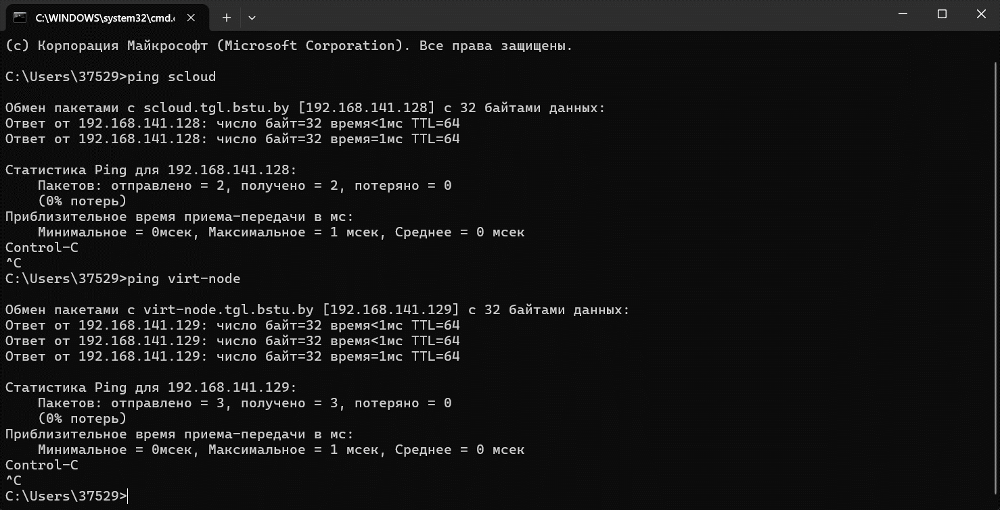 C:\WINDOWS\system32\cmd.
(c) Корпорация Майкрософт (Microsoft Corporation). Все права защищены.
C:\Users\37529>ping scloud
Обмен пакетами с scloud.tgl.bstu.by [192.168.141.128] с 32 байтами данных:
Ответ от 192.168.141.128: число байт=32 время<1мс TTL=64
Ответ от 192.168.141.128: число байт=32 время=1мс TTL=64
Статистика Ping для 192.168.141.128:
    Пакетов: отправлено = 2, получено = 2, потеряно = 0
    (0% потерь)
Приблизительное время приема-передачи в мс:
    Минимальное = 0мсек, Максимальное = 1 мсек, Среднее = 0 мсек
Control-C
^C
C:\Users\37529>ping virt-node
Обмен пакетами с virt-node.tgl.bstu.by [192.168.141.129] с 32 байтами данных:
Ответ от 192.168.141.129: число байт=32 время<1мс TTL=64
Ответ от 192.168.141.129: число байт=32 время<1мс TTL=64
Ответ от 192.168.141.129: число байт=32 время=1мс TTL=64
Статистика Ping для 192.168.141.129:
    Пакетов: отправлено = 3, получено = 3, потеряно = 0
    (0% потерь)
Приблизительное время приема-передачи в мс:
    Минимальное = 0мсек, Максимальное = 1 мсек, Среднее = 0 мсек
Control-C
^C
C:\Users\37529>